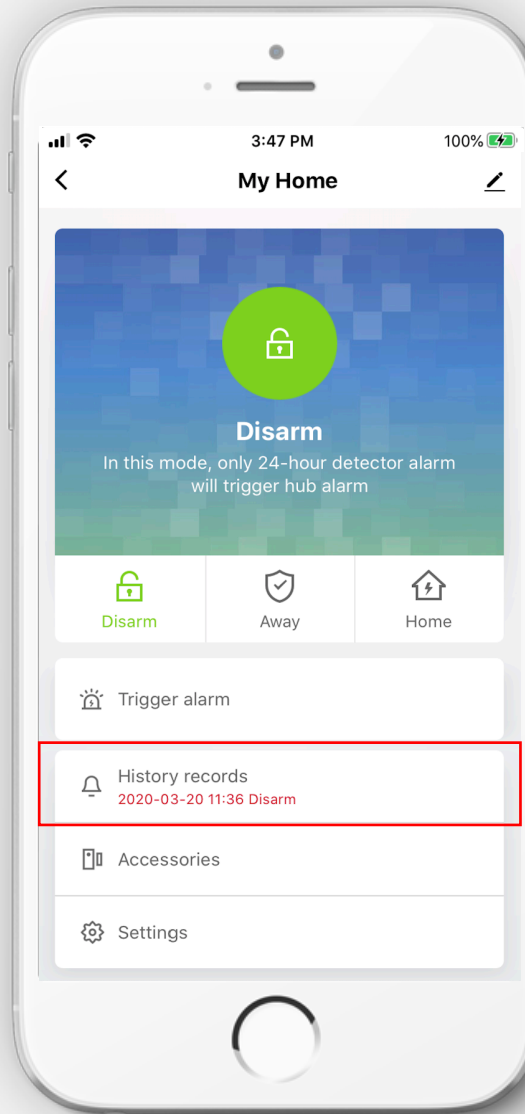 3:47 PM
100%
My Home
Disarm
In this mode, only 24-hour detector alarm
will trigger hub alarm
Disarm
Away
Home
Trigger alarm
History records
2020-03-20 11:36 Disarm
Accessories
Settings